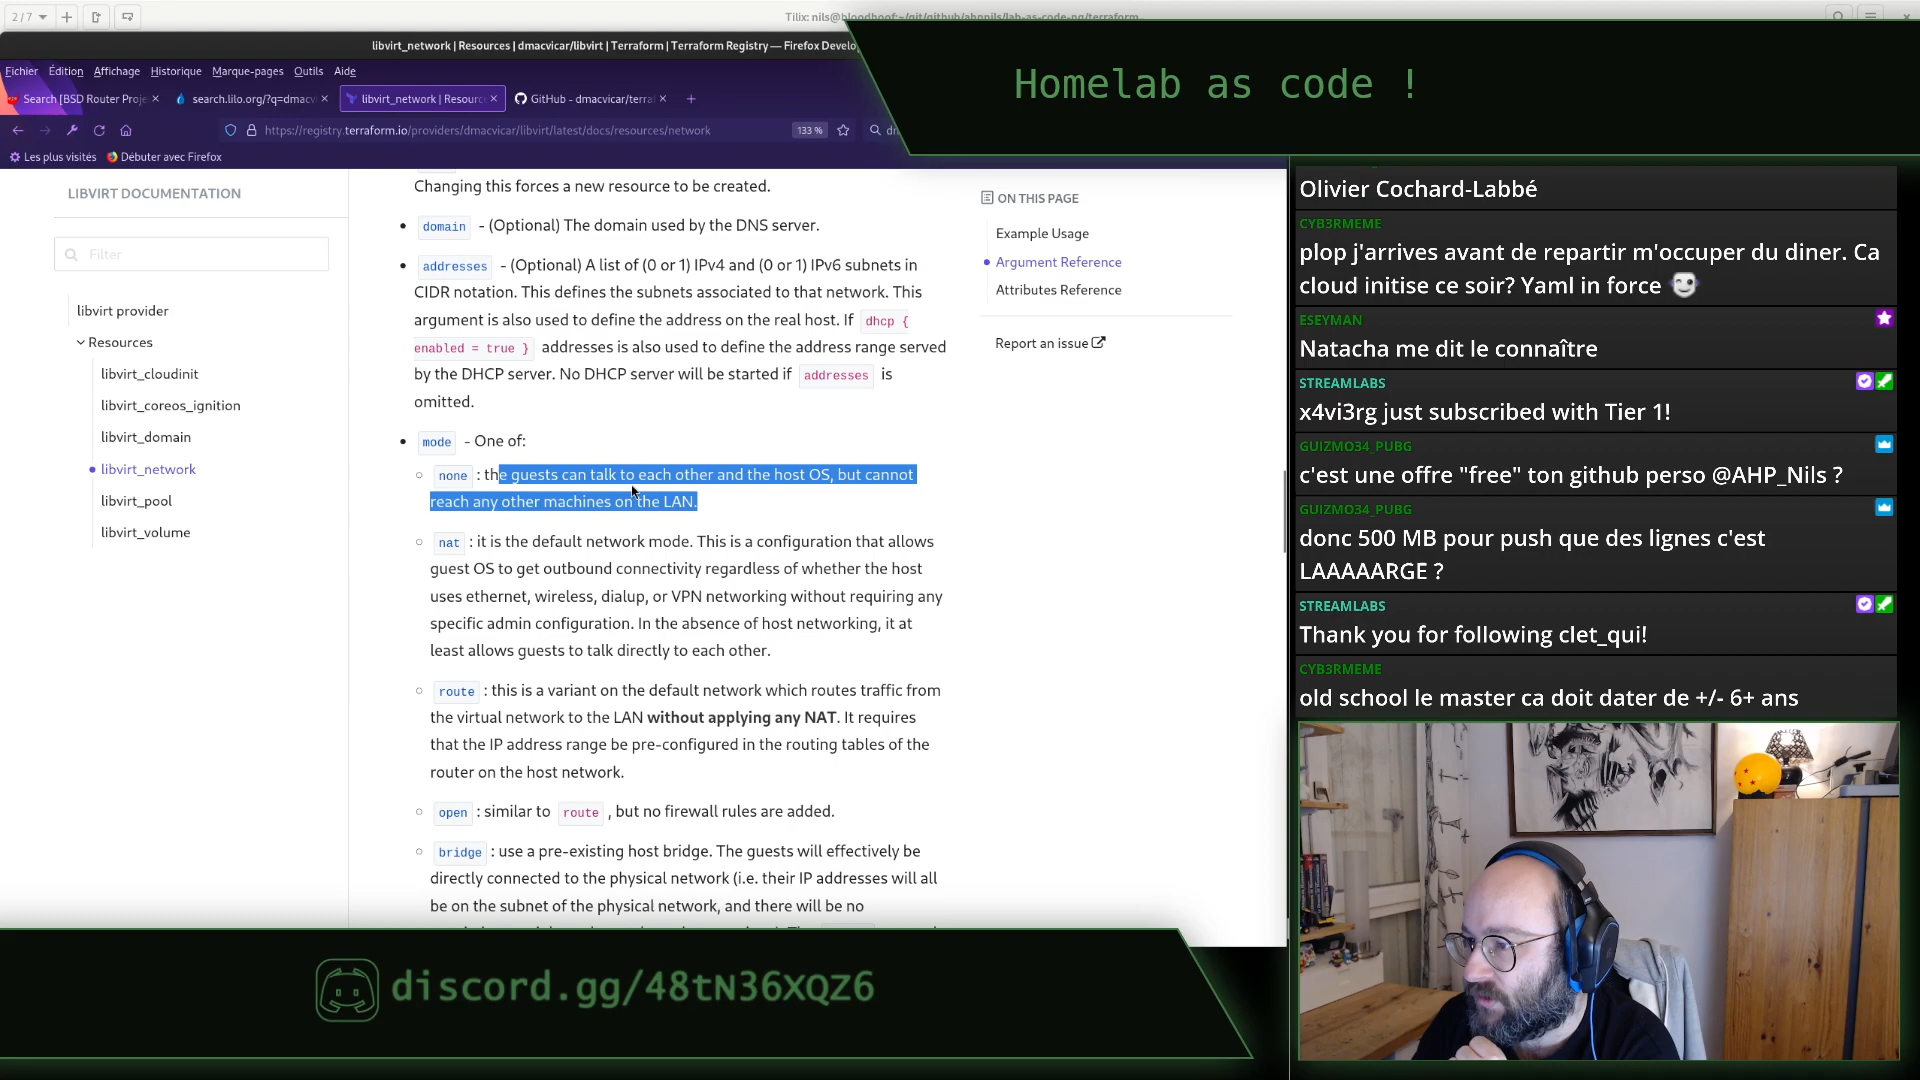 2 / 7
Tilix: nils@bloodhoof:~/git/github/ahpnils/lab-as-code-ng/terraform
libvirt_network | Resources | dmacvicar/libvirt | Terraform | Terraform Registry — Firefox Develo
Homelab as code !
Fichier Édition Affichage Historique Marque-pages Outils Aide
Search [BSD Router Proje
search.lilo.org/?q=dmacv
libvirt_network | Resourc
GitHub - dmacvicar/terra
https://registry.terraform.io/providers/dmacvicar/libvirt/latest/docs/resources/network
133 %
Les plus visités
Débuter avec Firefox
LIBVIRT DOCUMENTATION
Filter
libvirt provider
Resources
libvirt_cloudinit
libvirt_coreos_ignition
libvirt_domain
libvirt_network
libvirt_pool
libvirt_volume
Changing this forces a new resource to be created.
domain - (Optional) The domain used by the DNS server.
addresses - (Optional) A list of (0 or 1) IPv4 and (0 or 1) IPv6 subnets in
CIDR notation. This defines the subnets associated to that network. This
argument is also used to define the address on the real host. If dhcp {
enabled = true } addresses is also used to define the address range served
by the DHCP server. No DHCP server will be started if addresses is
omitted.
mode - One of:
none : the guests can talk to each other and the host OS, but cannot
reach any other machines on the LAN.
nat : it is the default network mode. This is a configuration that allows
guest OS to get outbound connectivity regardless of whether the host
uses ethernet, wireless, dialup, or VPN networking without requiring any
specific admin configuration. In the absence of host networking, it at
least allows guests to talk directly to each other.
route : this is a variant on the default network which routes traffic from
the virtual network to the LAN without applying any NAT. It requires
that the IP address range be pre-configured in the routing tables of the
router on the host network.
open : similar to route , but no firewall rules are added.
bridge : use a pre-existing host bridge. The guests will effectively be
directly connected to the physical network (i.e. their IP addresses will all
be on the subnet of the physical network, and there will be no
ON THIS PAGE
Example Usage
Argument Reference
Attributes Reference
Report an issue
Olivier Cochard-Labbé
CYB3RMEME
plop j'arrives avant de repartir m'occuper du diner. Ca
cloud initise ce soir? Yaml in force
ESEYMAN
Natacha me dit le connaître
STREAMLABS
x4vi3rg just subscribed with Tier 1!
GUIZMO34_PUBG
c'est une offre "free" ton github perso @AHP_Nils ?
GUIZMO34_PUBG
donc 500 MB pour push que des lignes c'est
LAAAAARGE ?
STREAMLABS
Thank you for following clet_qui!
CYB3RMEME
old school le master ca doit dater de +/- 6+ ans
discord.gg/48tN36XQZ6